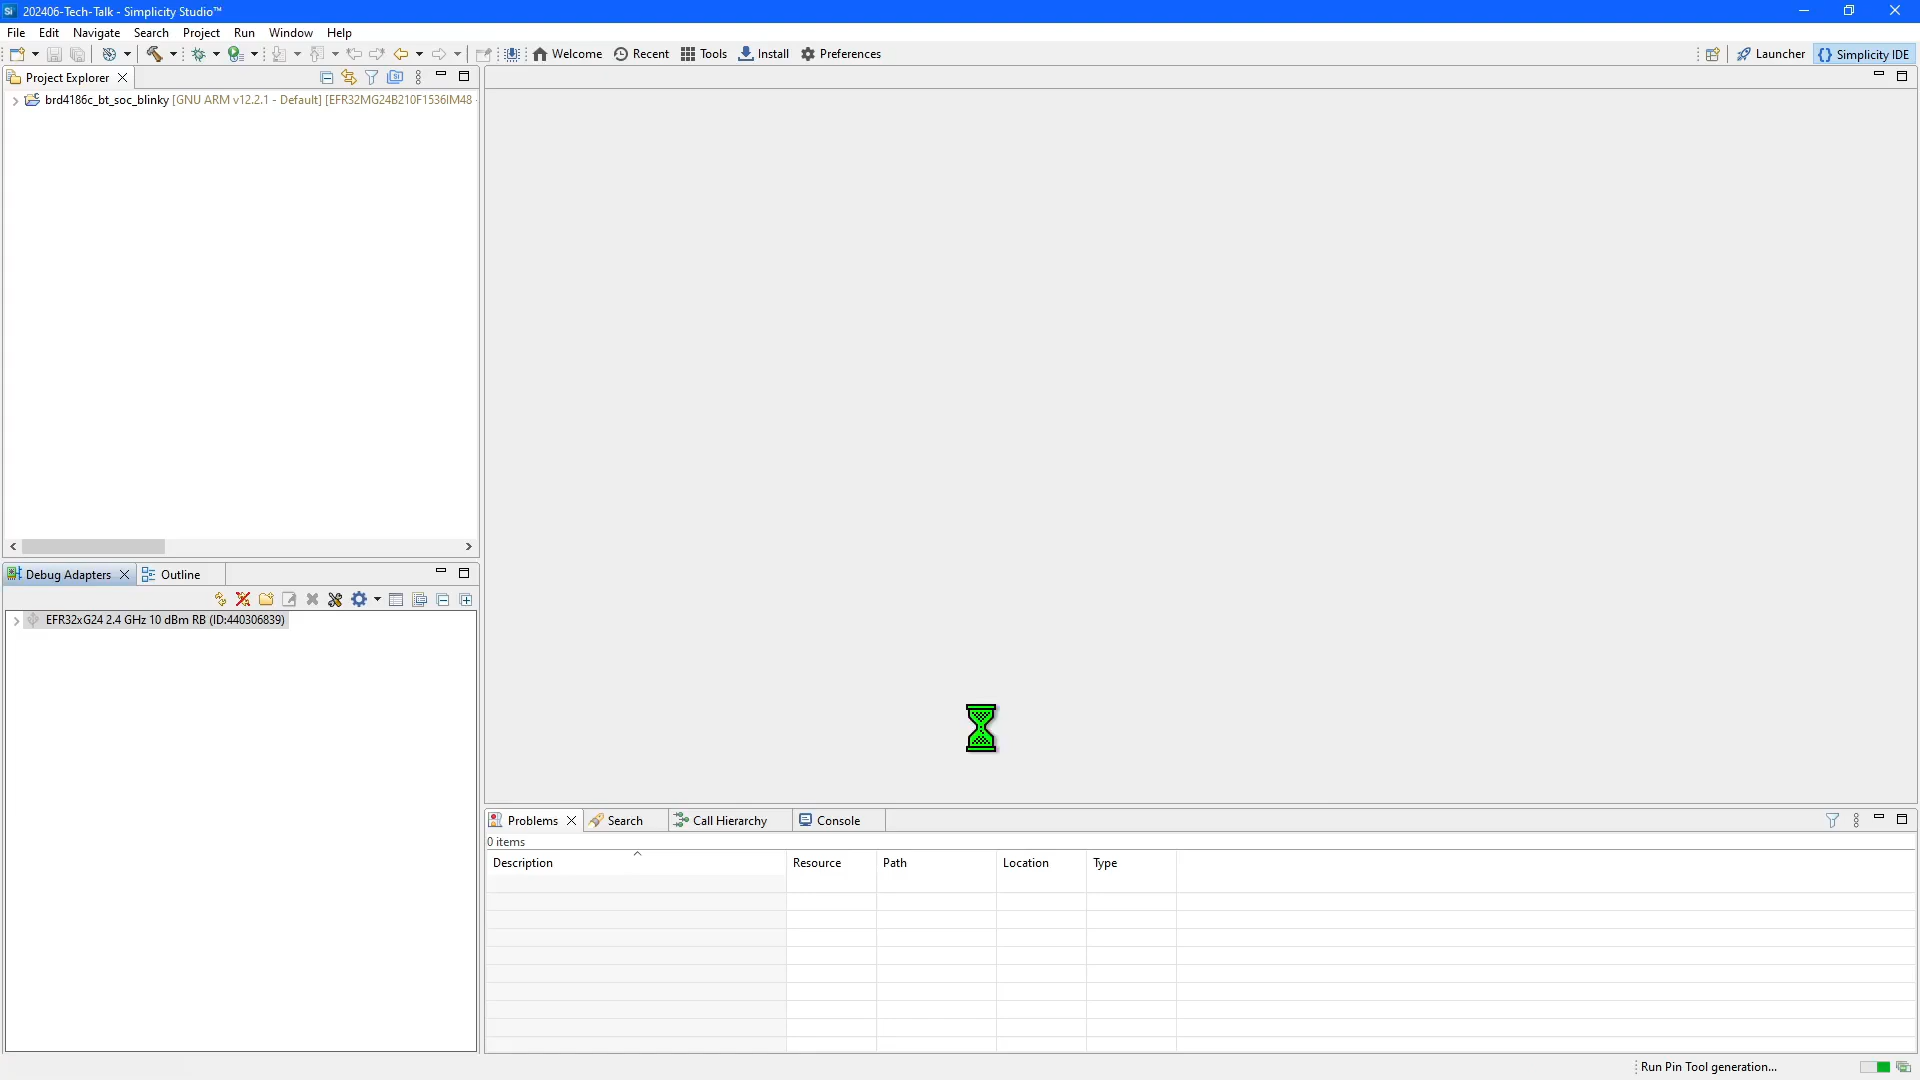 202406-Tech-Talk - Simplicity Studio™
File Edit Navigate Search Project Run Window Help
Welcome Recent Tools Install Preferences Launcher Simplicity IDE
Project Explorer
brd4186c_bt_soc_blinky [GNU ARM v12.2.1 - Default] [EFR32MG24B210F1536IM48 -
Debug Adapters Outline
EFR32xG24 2.4 GHz 10 dBm RB (ID:440306839)
Problems Search Call Hierarchy Console
0 items
Description Resource Path Location Type
Run Pin Tool generation...